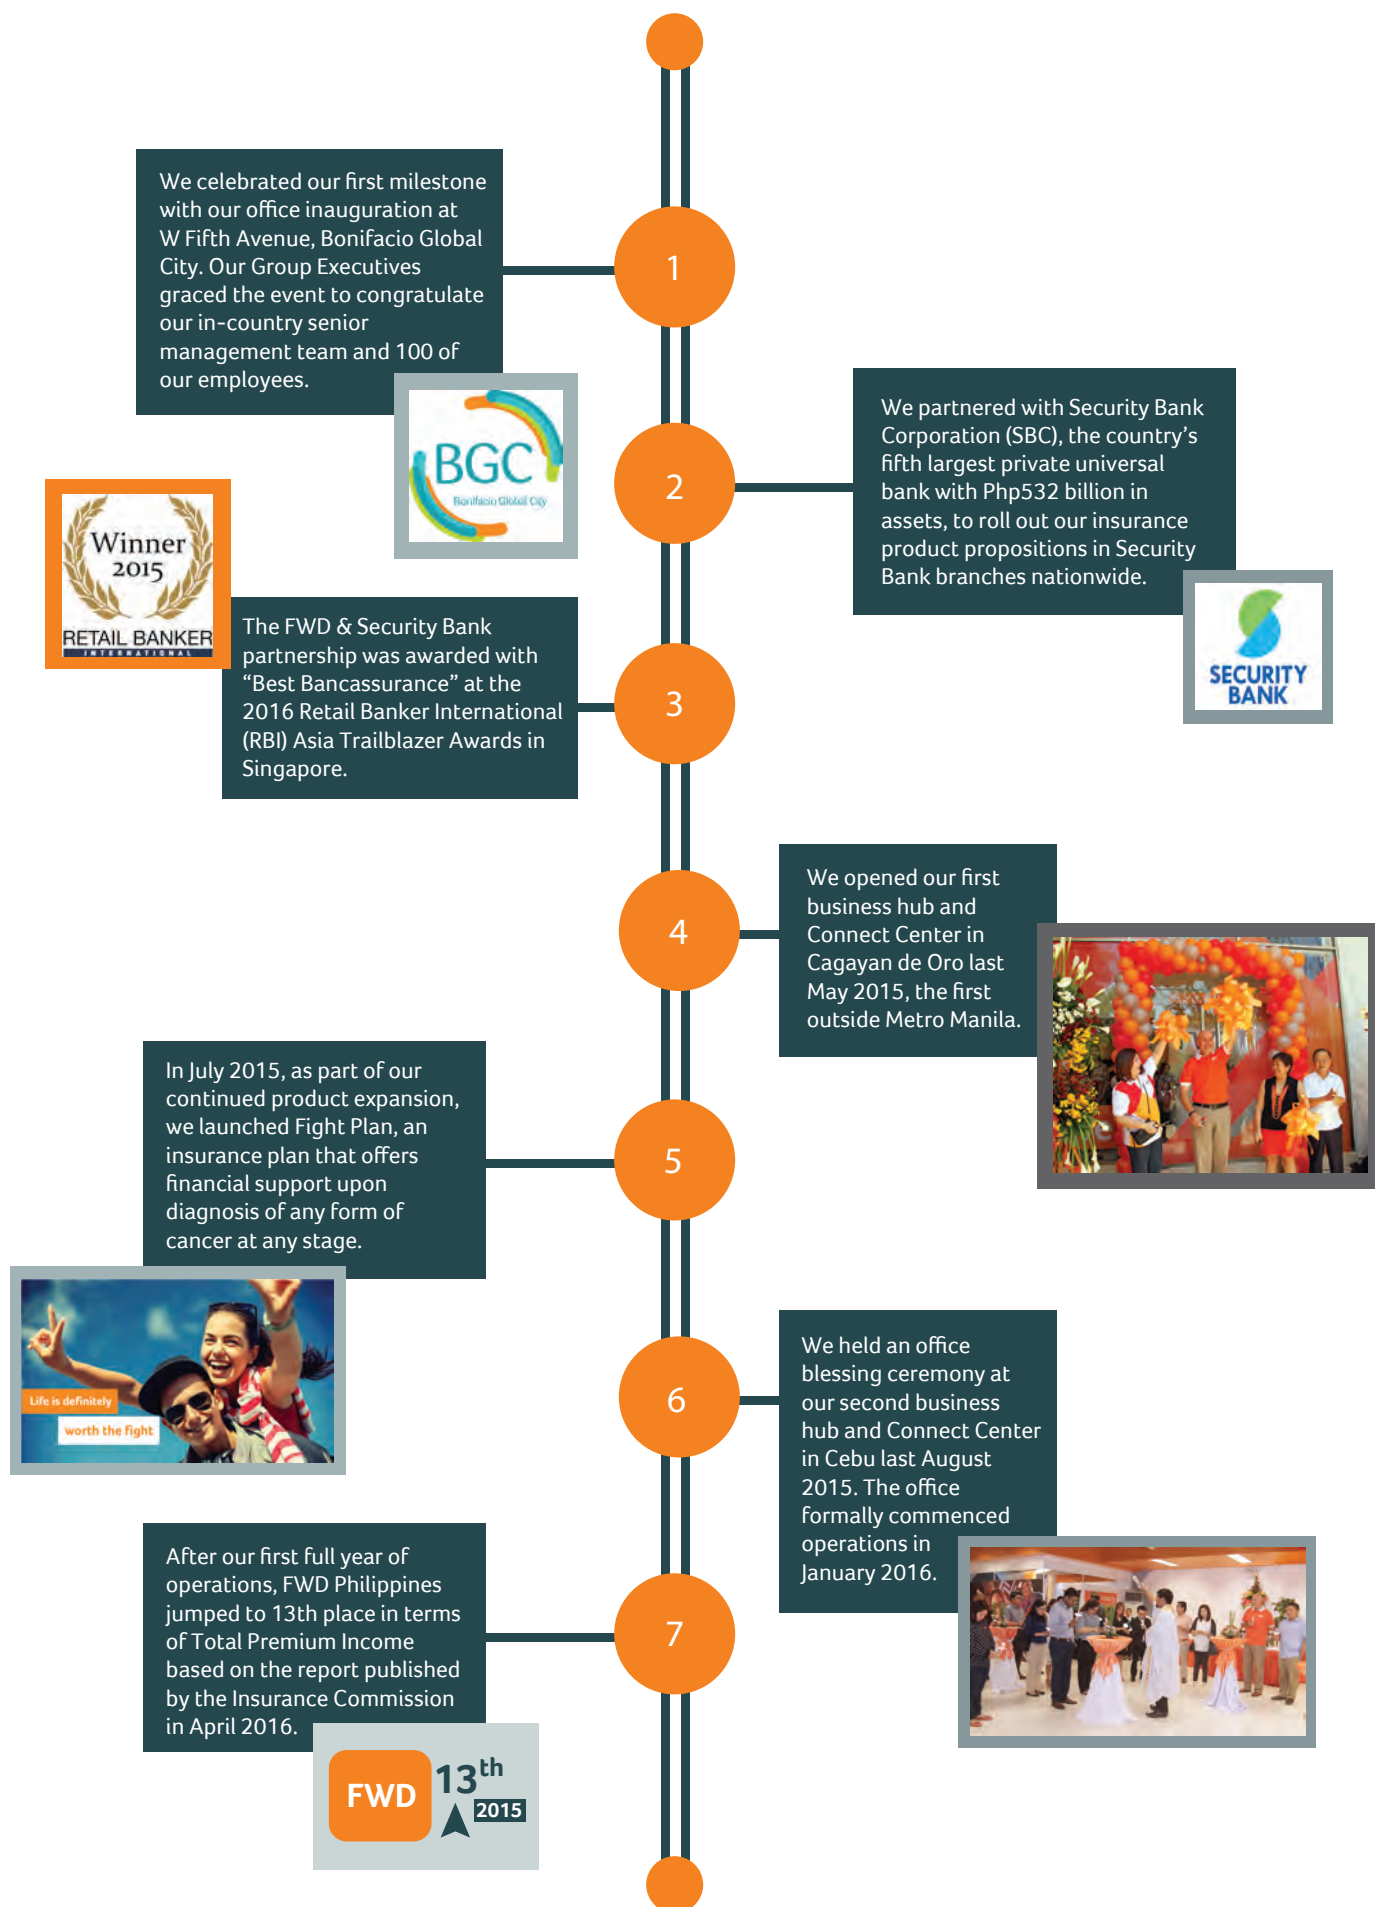 We celebrated our first milestone
with our office inauguration at
W Fifth Avenue, Bonifacio Global
City. Our Group Executives
graced the event to congratulate
our in-country senior
management team and 100 of
our employees.
1
BGC
Bonifacio Global City
We partnered with Security Bank
Corporation (SBC), the country’s
fifth largest private universal
bank with Php532 billion in
assets, to roll out our insurance
product propositions in Security
Bank branches nationwide.
2
SECURITY
BANK
Winner
2015
RETAIL BANKER
INTERNATIONAL
The FWD & Security Bank
partnership was awarded with
“Best Bancassurance” at the
2016 Retail Banker International
(RBI) Asia Trailblazer Awards in
Singapore.
3
4
We opened our first
business hub and
Connect Center in
Cagayan de Oro last
May 2015, the first
outside Metro Manila.
In July 2015, as part of our
continued product expansion,
we launched Fight Plan, an
insurance plan that offers
financial support upon
diagnosis of any form of
cancer at any stage.
5
Life is definitely
worth the fight
6
We held an office
blessing ceremony at
our second business
hub and Connect Center
in Cebu last August
2015. The office
formally commenced
operations in
January 2016.
After our first full year of
operations, FWD Philippines
jumped to 13th place in terms
of Total Premium Income
based on the report published
by the Insurance Commission
in April 2016.
7
FWD
13th
2015